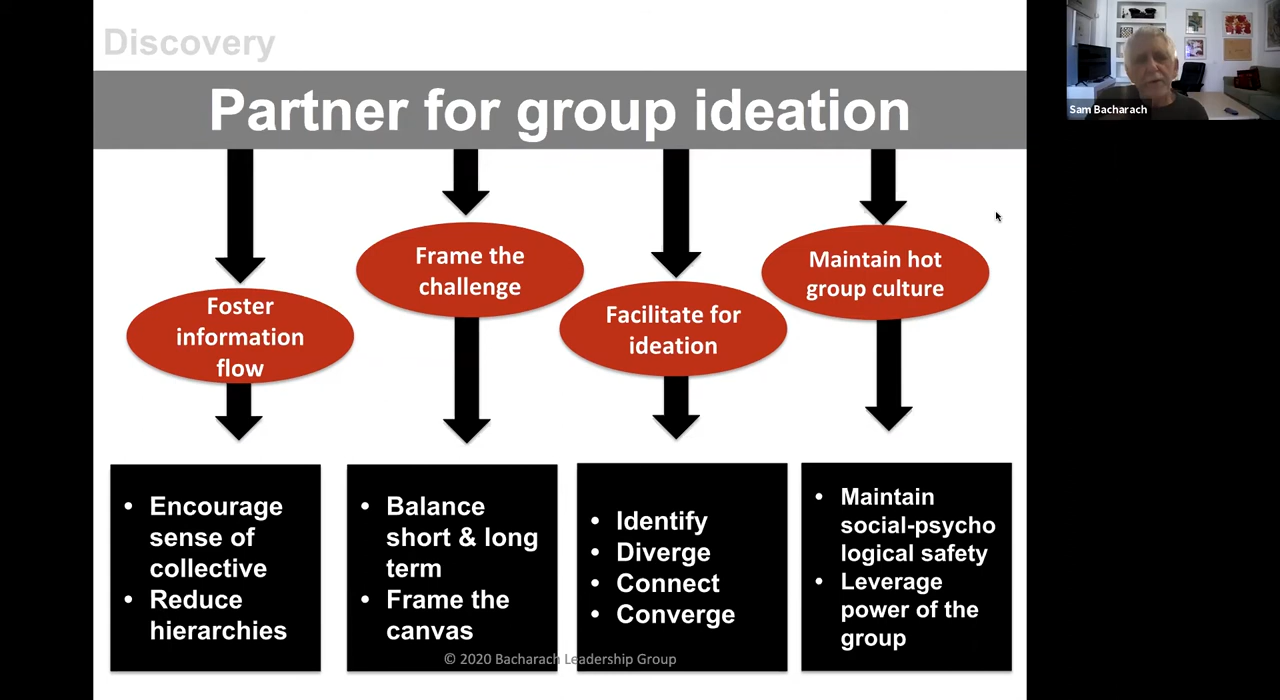 Discovery
Partner for group ideation
Foster
information
flow
Frame the
challenge
Facilitate for
ideation
Maintain hot
group culture
• Encourage
sense of
collective
• Reduce
hierarchies
• Balance
short & long
term
• Frame the
canvas
• Identify
• Diverge
• Connect
• Converge
• Maintain
social-psycho
logical safety
• Leverage
power of the
group
© 2020 Bacharach Leadership Group
Sam Bacharach